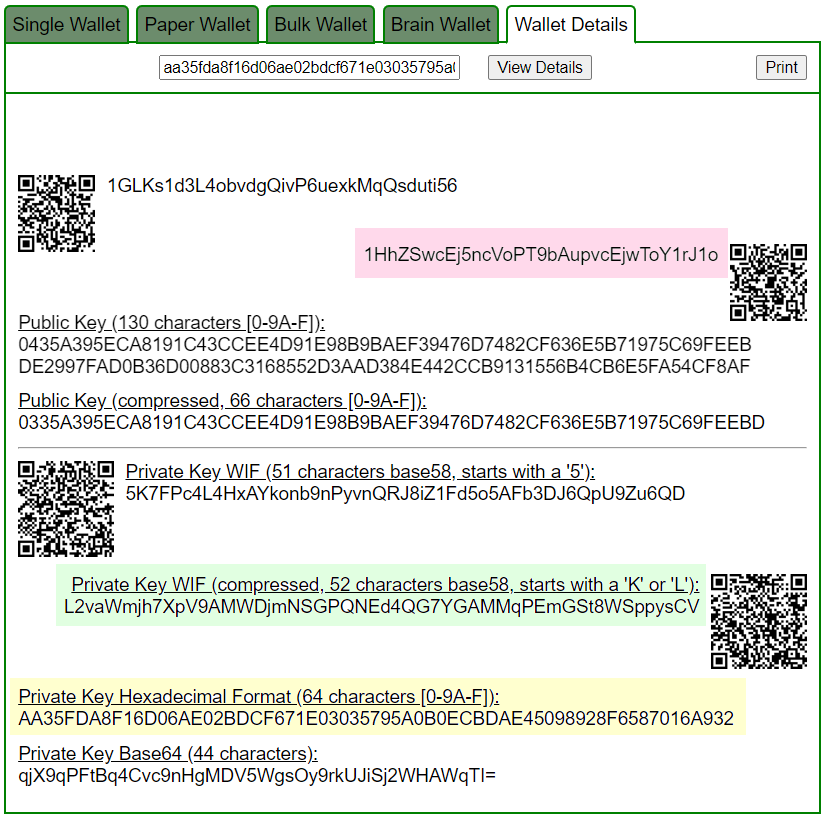 Single Wallet
Paper Wallet
Bulk Wallet
Brain Wallet
Wallet Details
aa35fda8f16d06ae02bdcf671e03035795a0
View Details
Print
1GLKs1d3L4obvdgQivP6uexkMqQsduti56
1HhZSwcEj5ncVoPT9bAupvcEjwToY1rJ1o
Public Key (130 characters [0-9A-F]):
0435A395ECA8191C43CCEE4D91E98B9BAEF39476D7482CF636E5B71975C69FEEB
DE2997FAD0B36D00883C3168552D3AAD384E442CCB9131556B4CB6E5FA54CF8AF
Public Key (compressed, 66 characters [0-9A-F]):
0335A395ECA8191C43CCEE4D91E98B9BAEF39476D7482CF636E5B71975C69FEEBD
Private Key WIF (51 characters base58, starts with a '5'):
5K7FPc4L4HxAYkonb9nPyvnQRJ8iZ1Fd5o5AFb3DJ6QpU9Zu6QD
Private Key WIF (compressed, 52 characters base58, starts with a 'K' or 'L'):
L2vaWmjh7XpV9AMWDjmNSGPQNEd4QG7YGAMMqPEmGSt8WSppysCV
Private Key Hexadecimal Format (64 characters [0-9A-F]):
AA35FDA8F16D06AE02BDCF671E03035795A0B0ECBDAE45098928F6587016A932
Private Key Base64 (44 characters):
qjX9qPFtBq4Cvc9nHgMDV5WgsOy9rkUJiSj2WHAWqTI=